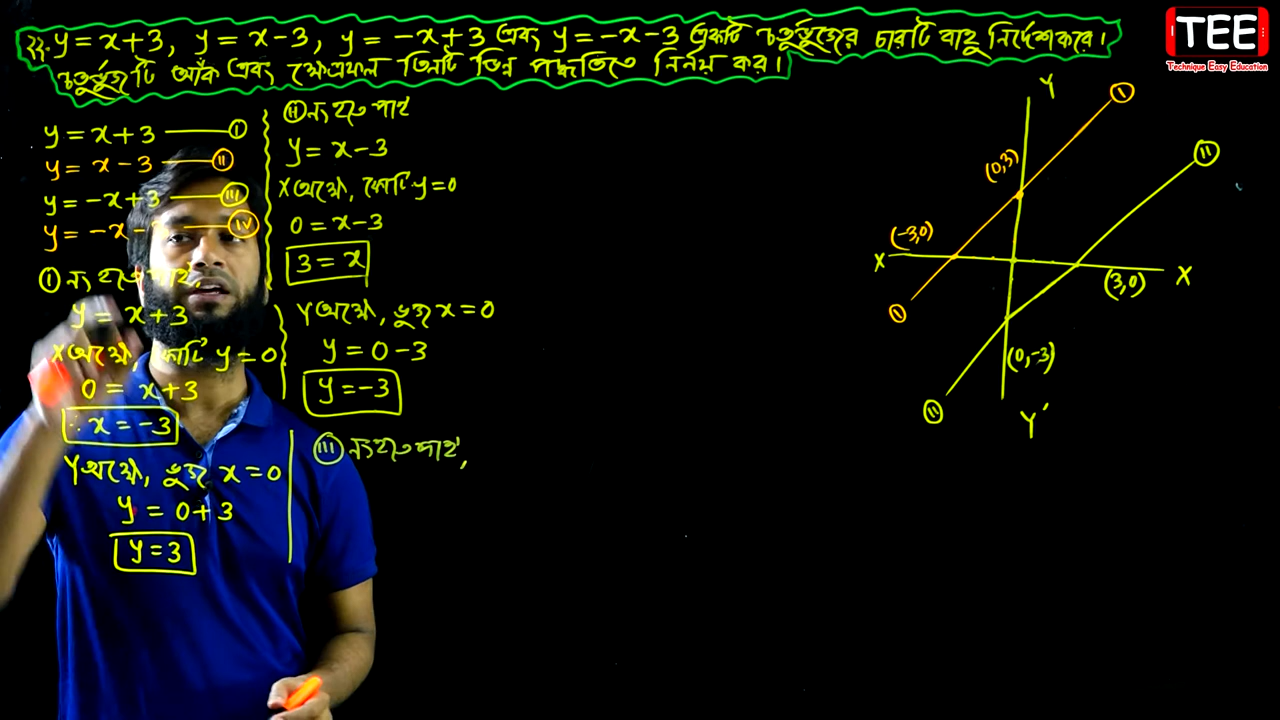 ২২. y = x+3, y = x-3, y = -x+3 এবং y = -x-3 একটি চতুর্ভুজের চারটি বাহু নির্দেশ করে।
চতুর্ভুজটি আঁক এবং ক্ষেত্রফল তিনটি ভিন্ন পদ্ধতিতে নির্ণয় কর।
TEE
Technique Easy Education
y = x+3 — I
y = x-3 — II
y = -x+3 — III
y = -x- — IV
I নং হতে পাই,
y = x+3
X অক্ষে, কোটি y = 0
0 = x+3
∴ x = -3
Y অক্ষে, ভুজ x = 0
y = 0+3
y = 3
II নং হতে পাই
y = x-3
X অক্ষে, কোটি y = 0
0 = x-3
3 = x
Y অক্ষে, ভুজ x = 0
y = 0-3
y = -3
III নং হতে পাই,
Y
I
II
(0,3)
(-3,0)
X
(3,0)
X
I
(0,-3)
II
Y′